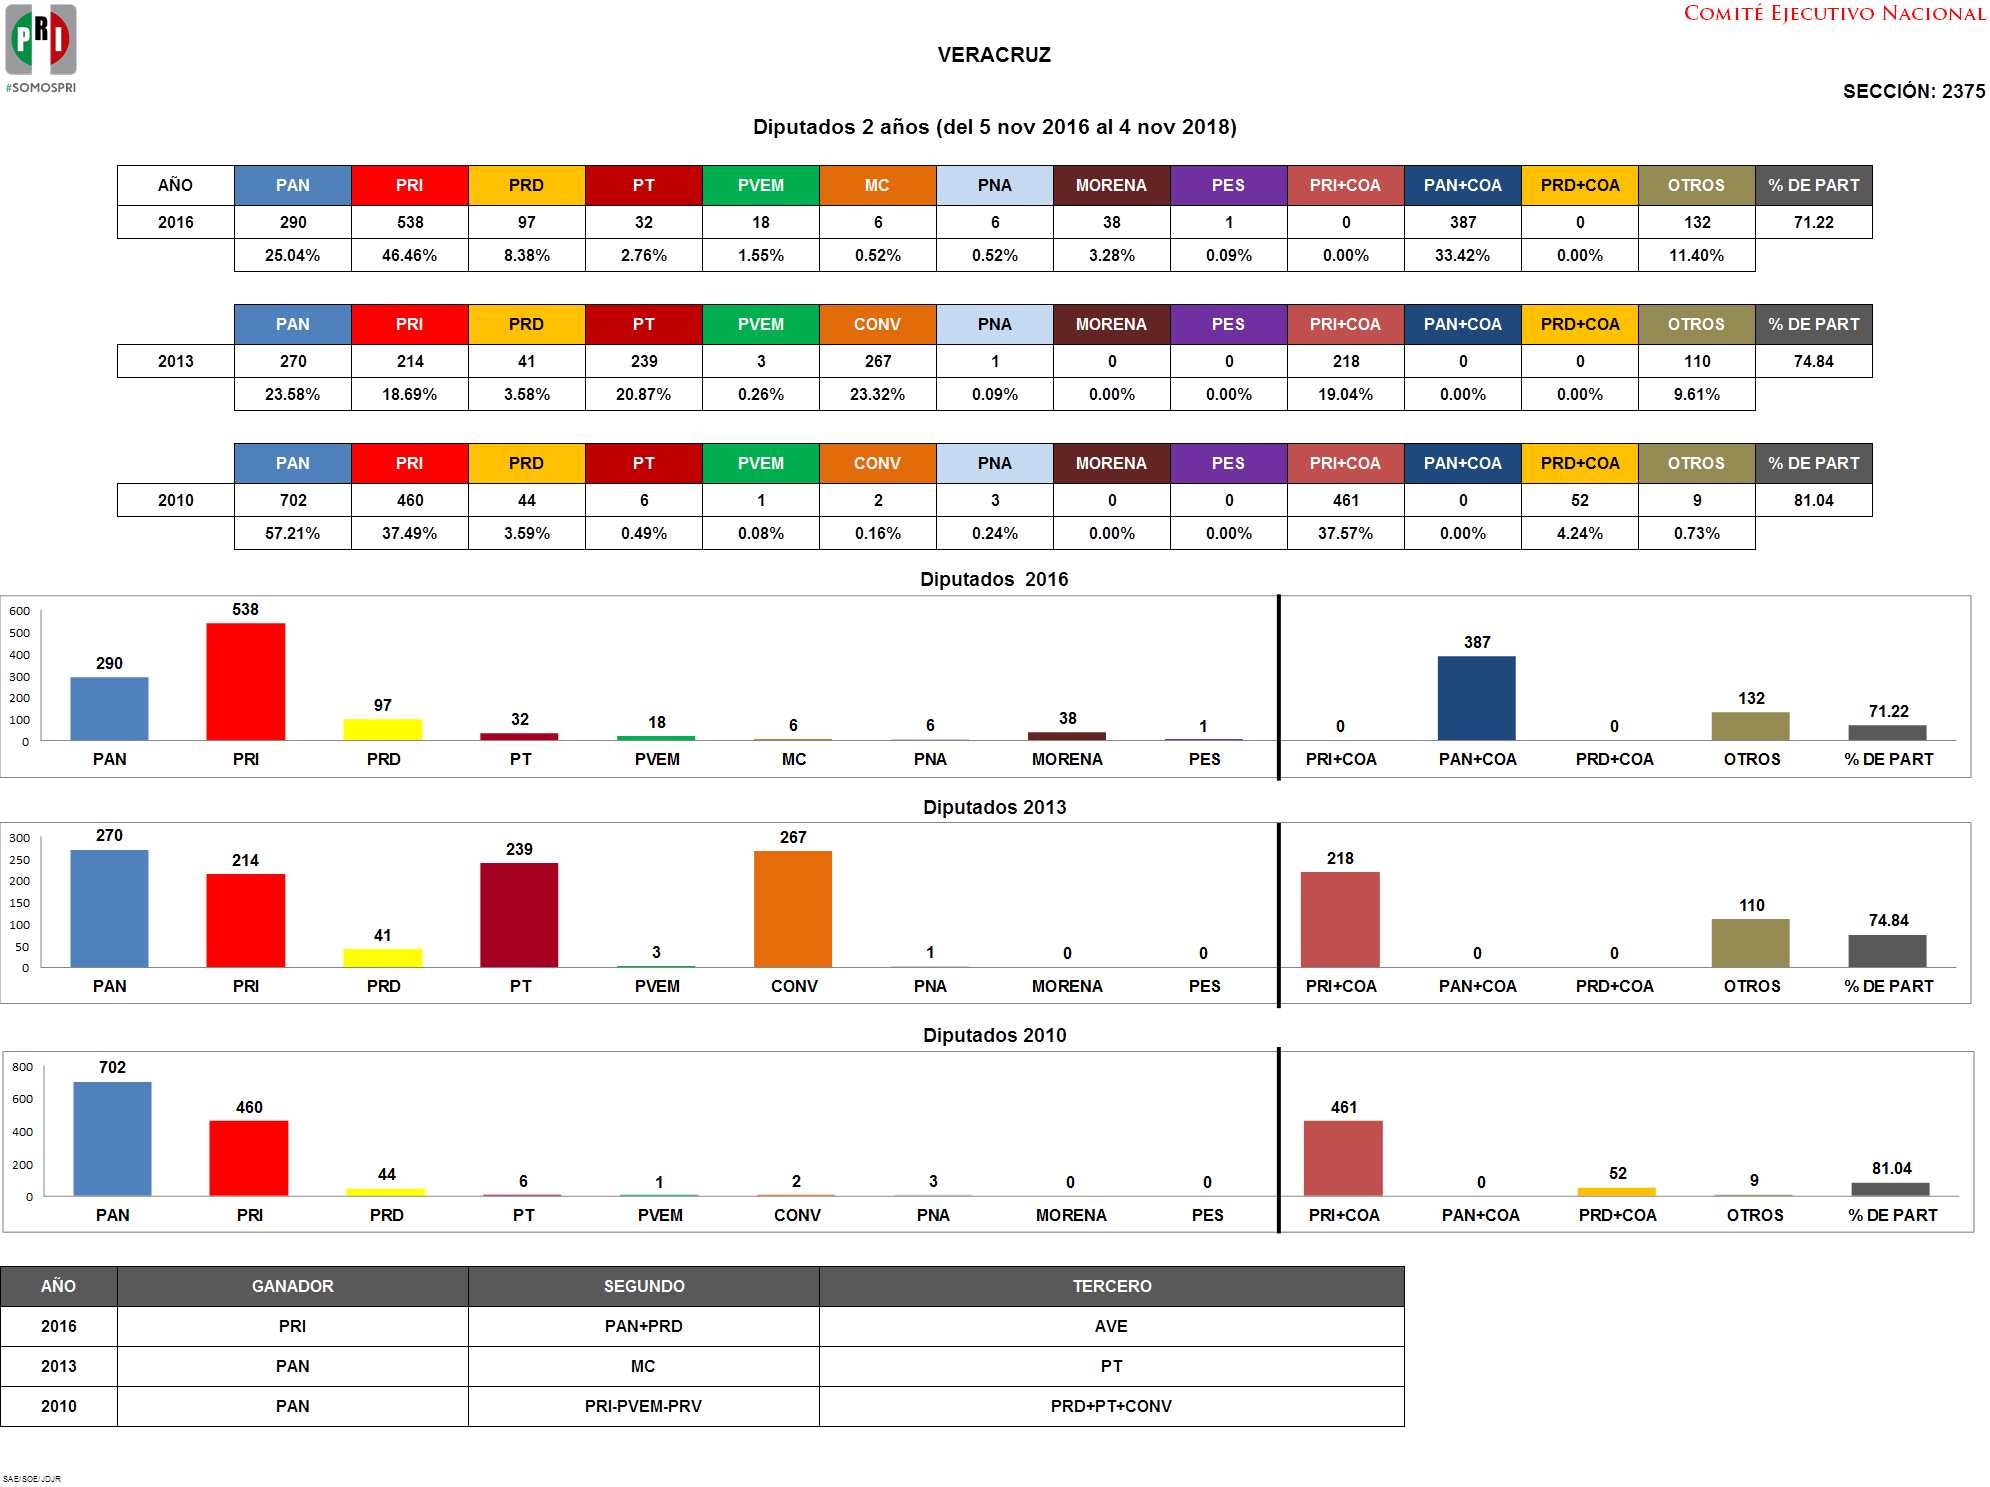 PRI
#SOMOSPRI
COMITÉ EJECUTIVO NACIONAL
VERACRUZ
SECCIÓN: 2375
Diputados 2 años (del 5 nov 2016 al 4 nov 2018)
AÑO PAN PRI PRD PT PVEM MC PNA MORENA PES PRI+COA PAN+COA PRD+COA OTROS % DE PART
2016 290 538 97 32 18 6 6 38 1 0 387 0 132 71.22
25.04% 46.46% 8.38% 2.76% 1.55% 0.52% 0.52% 3.28% 0.09% 0.00% 33.42% 0.00% 11.40%
PAN PRI PRD PT PVEM CONV PNA MORENA PES PRI+COA PAN+COA PRD+COA OTROS % DE PART
2013 270 214 41 239 3 267 1 0 0 218 0 0 110 74.84
23.58% 18.69% 3.58% 20.87% 0.26% 23.32% 0.09% 0.00% 0.00% 19.04% 0.00% 0.00% 9.61%
PAN PRI PRD PT PVEM CONV PNA MORENA PES PRI+COA PAN+COA PRD+COA OTROS % DE PART
2010 702 460 44 6 1 2 3 0 0 461 0 52 9 81.04
57.21% 37.49% 3.59% 0.49% 0.08% 0.16% 0.24% 0.00% 0.00% 37.57% 0.00% 4.24% 0.73%
Diputados 2016
600
500
400
300
200
100
0
290 538 97 32 18 6 6 38 1 0 387 0 132 71.22
PAN PRI PRD PT PVEM MC PNA MORENA PES PRI+COA PAN+COA PRD+COA OTROS % DE PART
Diputados 2013
300
250
200
150
100
50
0
270 214 41 239 3 267 1 0 0 218 0 0 110 74.84
PAN PRI PRD PT PVEM CONV PNA MORENA PES PRI+COA PAN+COA PRD+COA OTROS % DE PART
Diputados 2010
800
600
400
200
0
702 460 44 6 1 2 3 0 0 461 0 52 9 81.04
PAN PRI PRD PT PVEM CONV PNA MORENA PES PRI+COA PAN+COA PRD+COA OTROS % DE PART
AÑO GANADOR SEGUNDO TERCERO
2016 PRI PAN+PRD AVE
2013 PAN MC PT
2010 PAN PRI-PVEM-PRV PRD+PT+CONV
SAE/SOE/JDJR